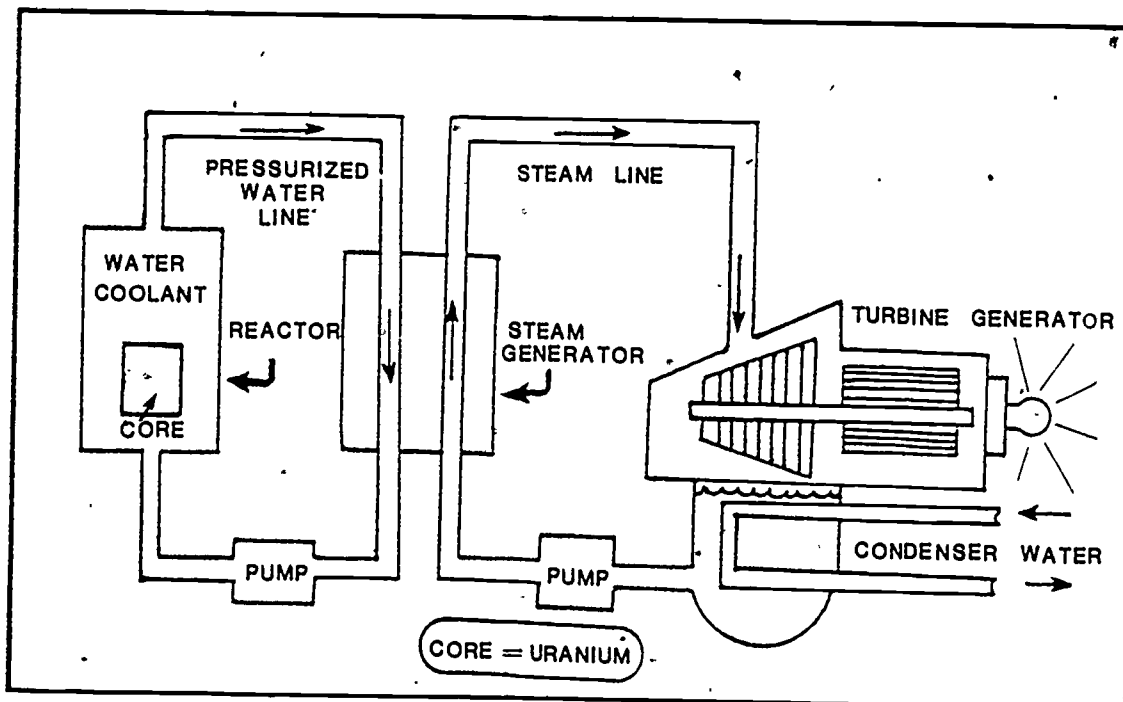 PRESSURIZED
WATER
LINE
STEAM LINE
WATER
COOLANT
REACTOR
CORE
STEAM
GENERATOR
TURBINE GENERATOR
PUMP
PUMP
CONDENSER WATER
CORE = URANIUM